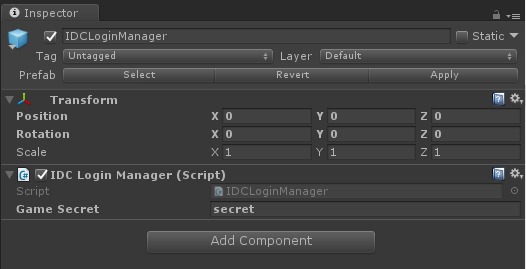 Inspector
IDCLoginManager Static
Tag Untagged Layer Default
Prefab Select Revert Apply
Transform
Position X 0 Y 0 Z 0
Rotation X 0 Y 0 Z 0
Scale X 1 Y 1 Z 1
IDC Login Manager (Script)
Script IDCLoginManager
Game Secret secret
Add Component